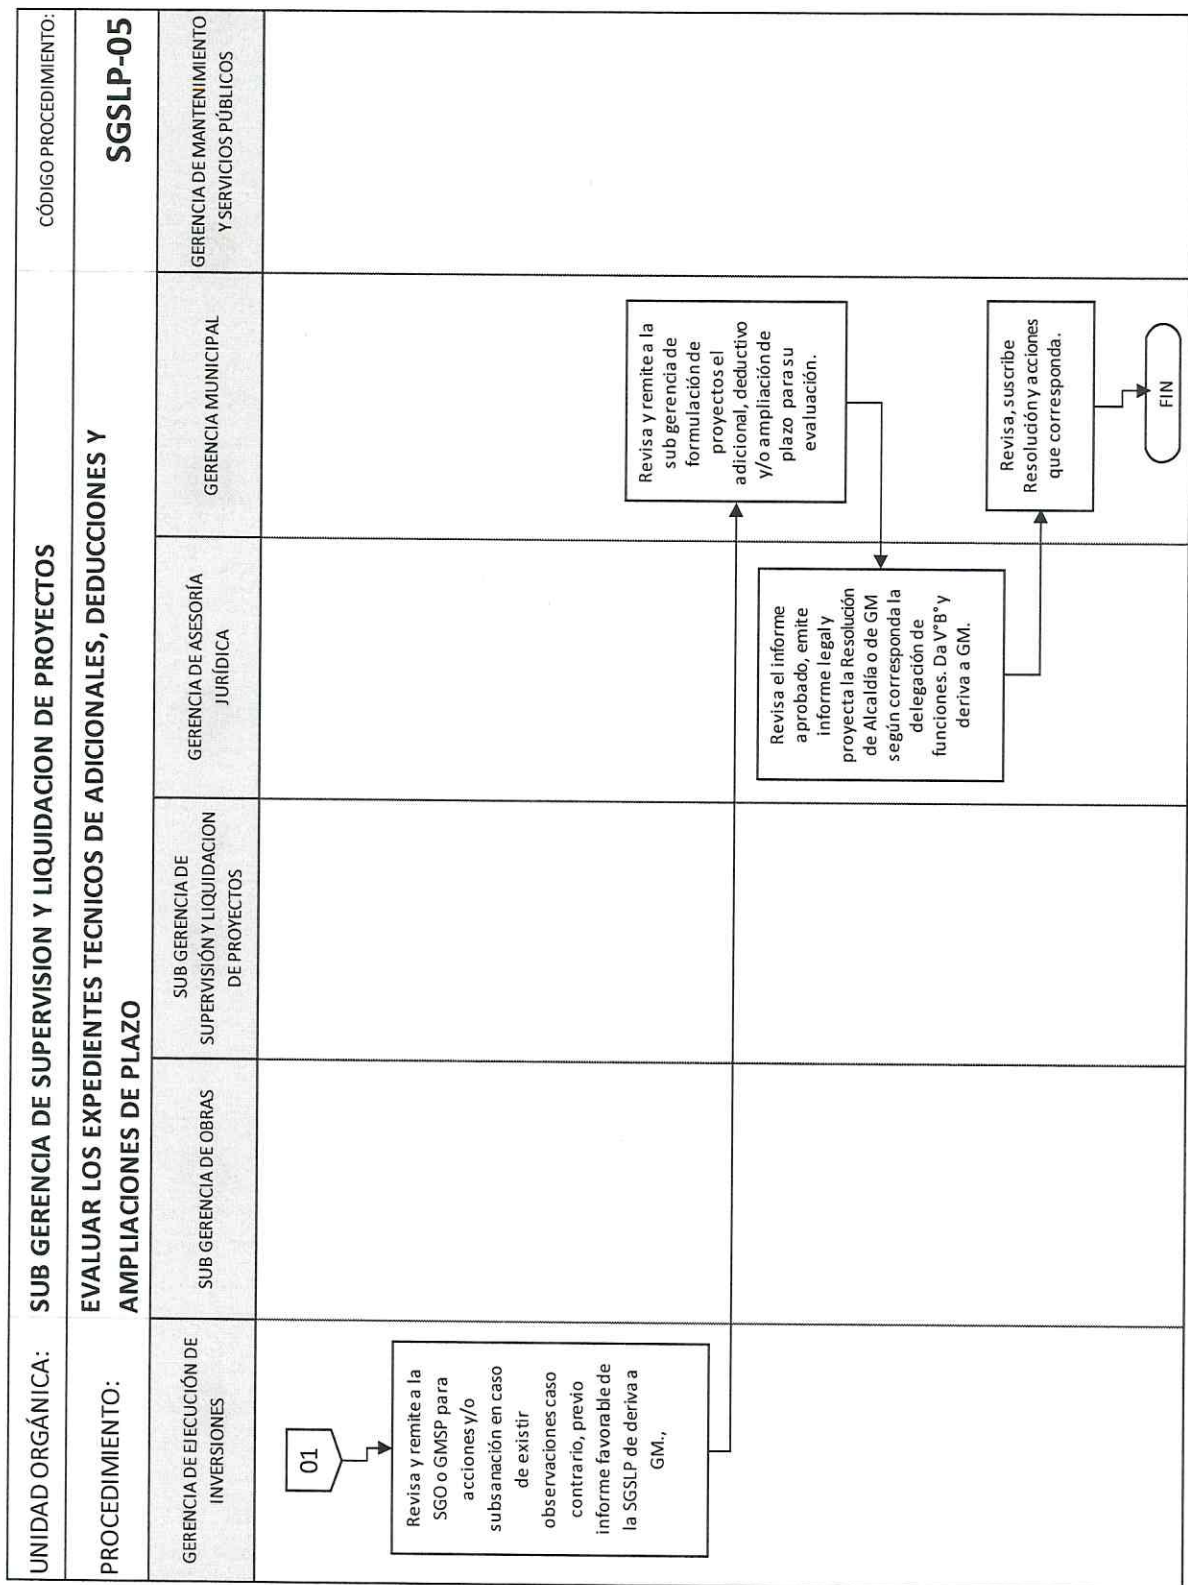 UNIDAD ORGÁNICA:
SUB GERENCIA DE SUPERVISION Y LIQUIDACION DE PROYECTOS
CÓDIGO PROCEDIMIENTO:
PROCEDIMIENTO:
EVALUAR LOS EXPEDIENTES TECNICOS DE ADICIONALES, DEDUCCIONES Y
AMPLIACIONES DE PLAZO
SGSLP-05
GERENCIA DE EJECUCIÓN DE
INVERSIONES
SUB GERENCIA DE OBRAS
SUB GERENCIA DE
SUPERVISIÓN Y LIQUIDACION
DE PROYECTOS
GERENCIA DE ASESORÍA
JURÍDICA
GERENCIA MUNICIPAL
GERENCIA DE MANTENIMIENTO
Y SERVICIOS PÚBLICOS
01
Revisa y remite a la
SGO o GMSP para
acciones y/o
subsanación en caso
de existir
observaciones caso
contrario, previo
informe favorable de
la SGSLP de deriva a
GM.,
Revisa y remite a la
sub gerencia de
formulación de
proyectos el
adicional, deductivo
y/o ampliación de
plazo para su
evaluación.
Revisa el informe
aprobado, emite
informe legal y
proyecta la Resolución
de Alcaldía o de GM
según corresponda la
delegación de
funciones. Da V°B° y
deriva a GM.
Revisa, suscribe
Resolución y acciones
que corresponda.
FIN